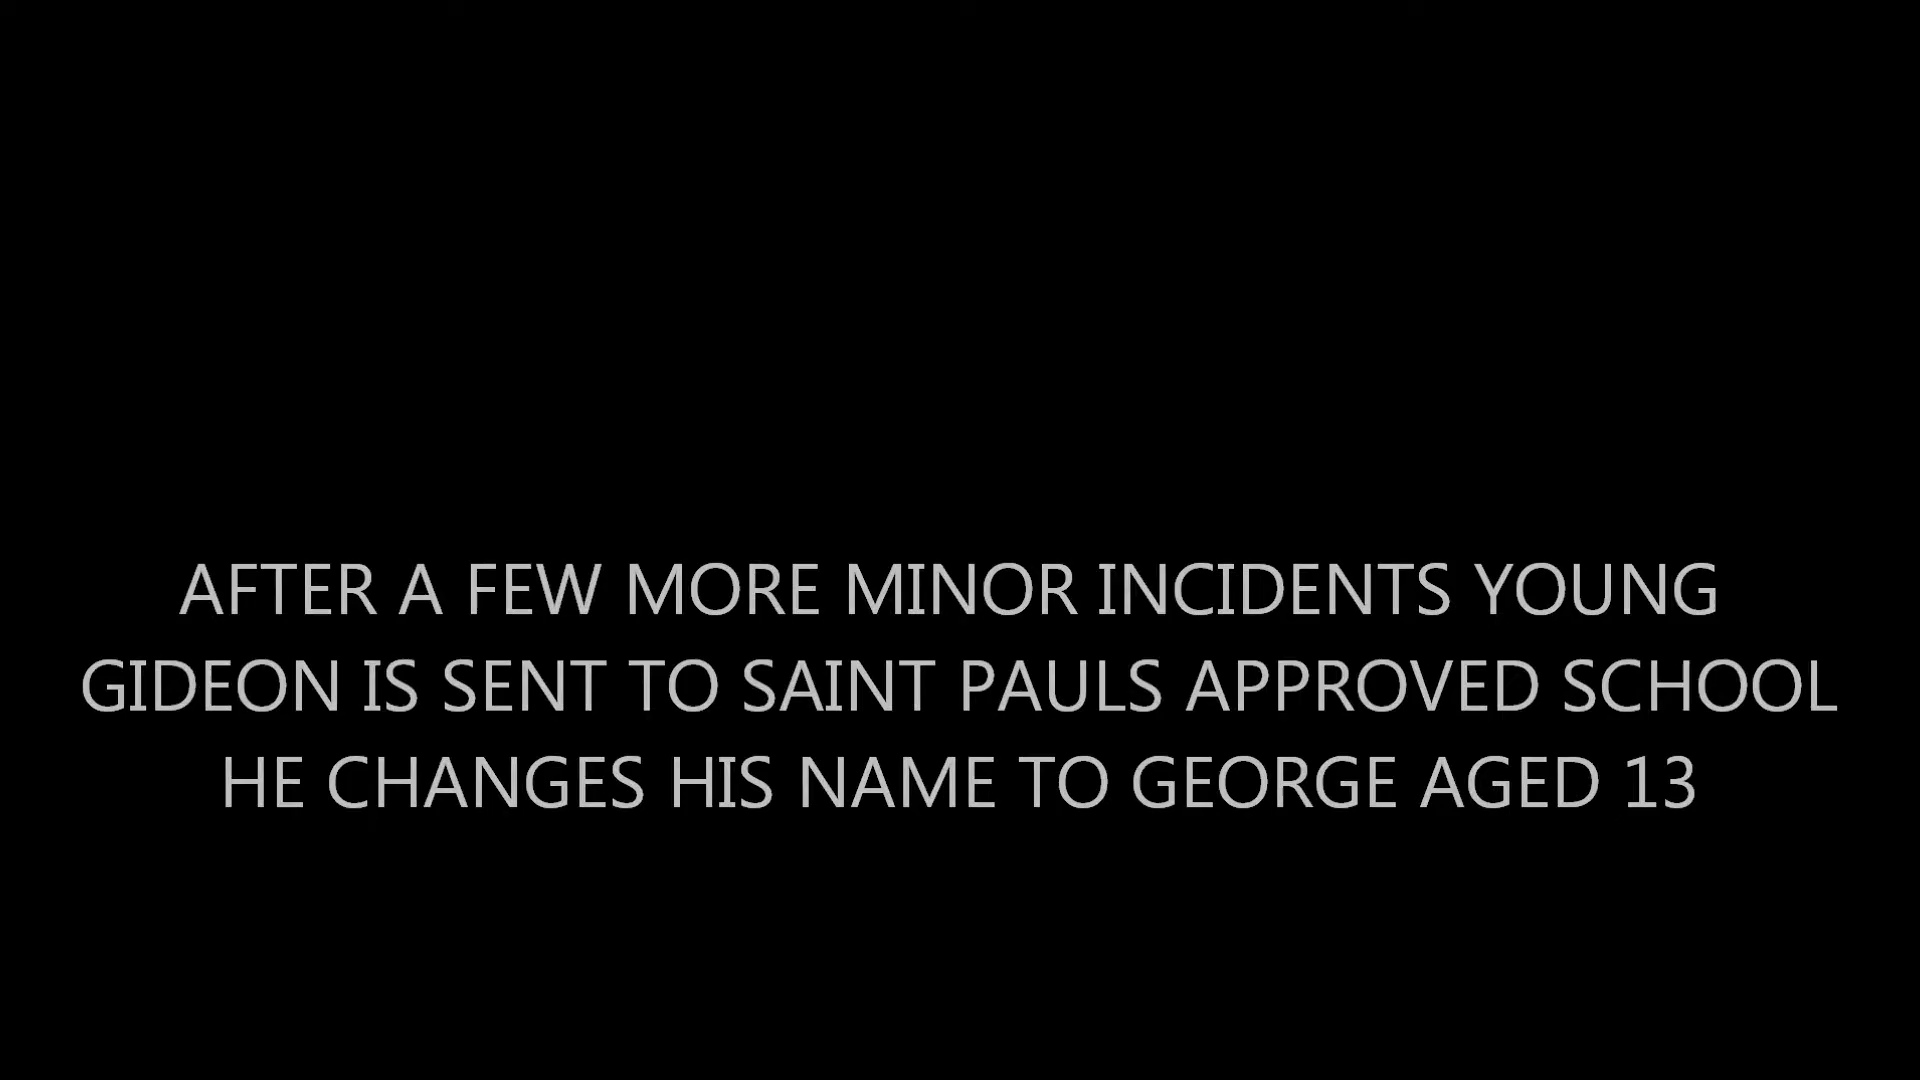 AFTER A FEW MORE MINOR INCIDENTS YOUNG
GIDEON IS SENT TO SAINT PAULS APPROVED SCHOOL
HE CHANGES HIS NAME TO GEORGE AGED 13